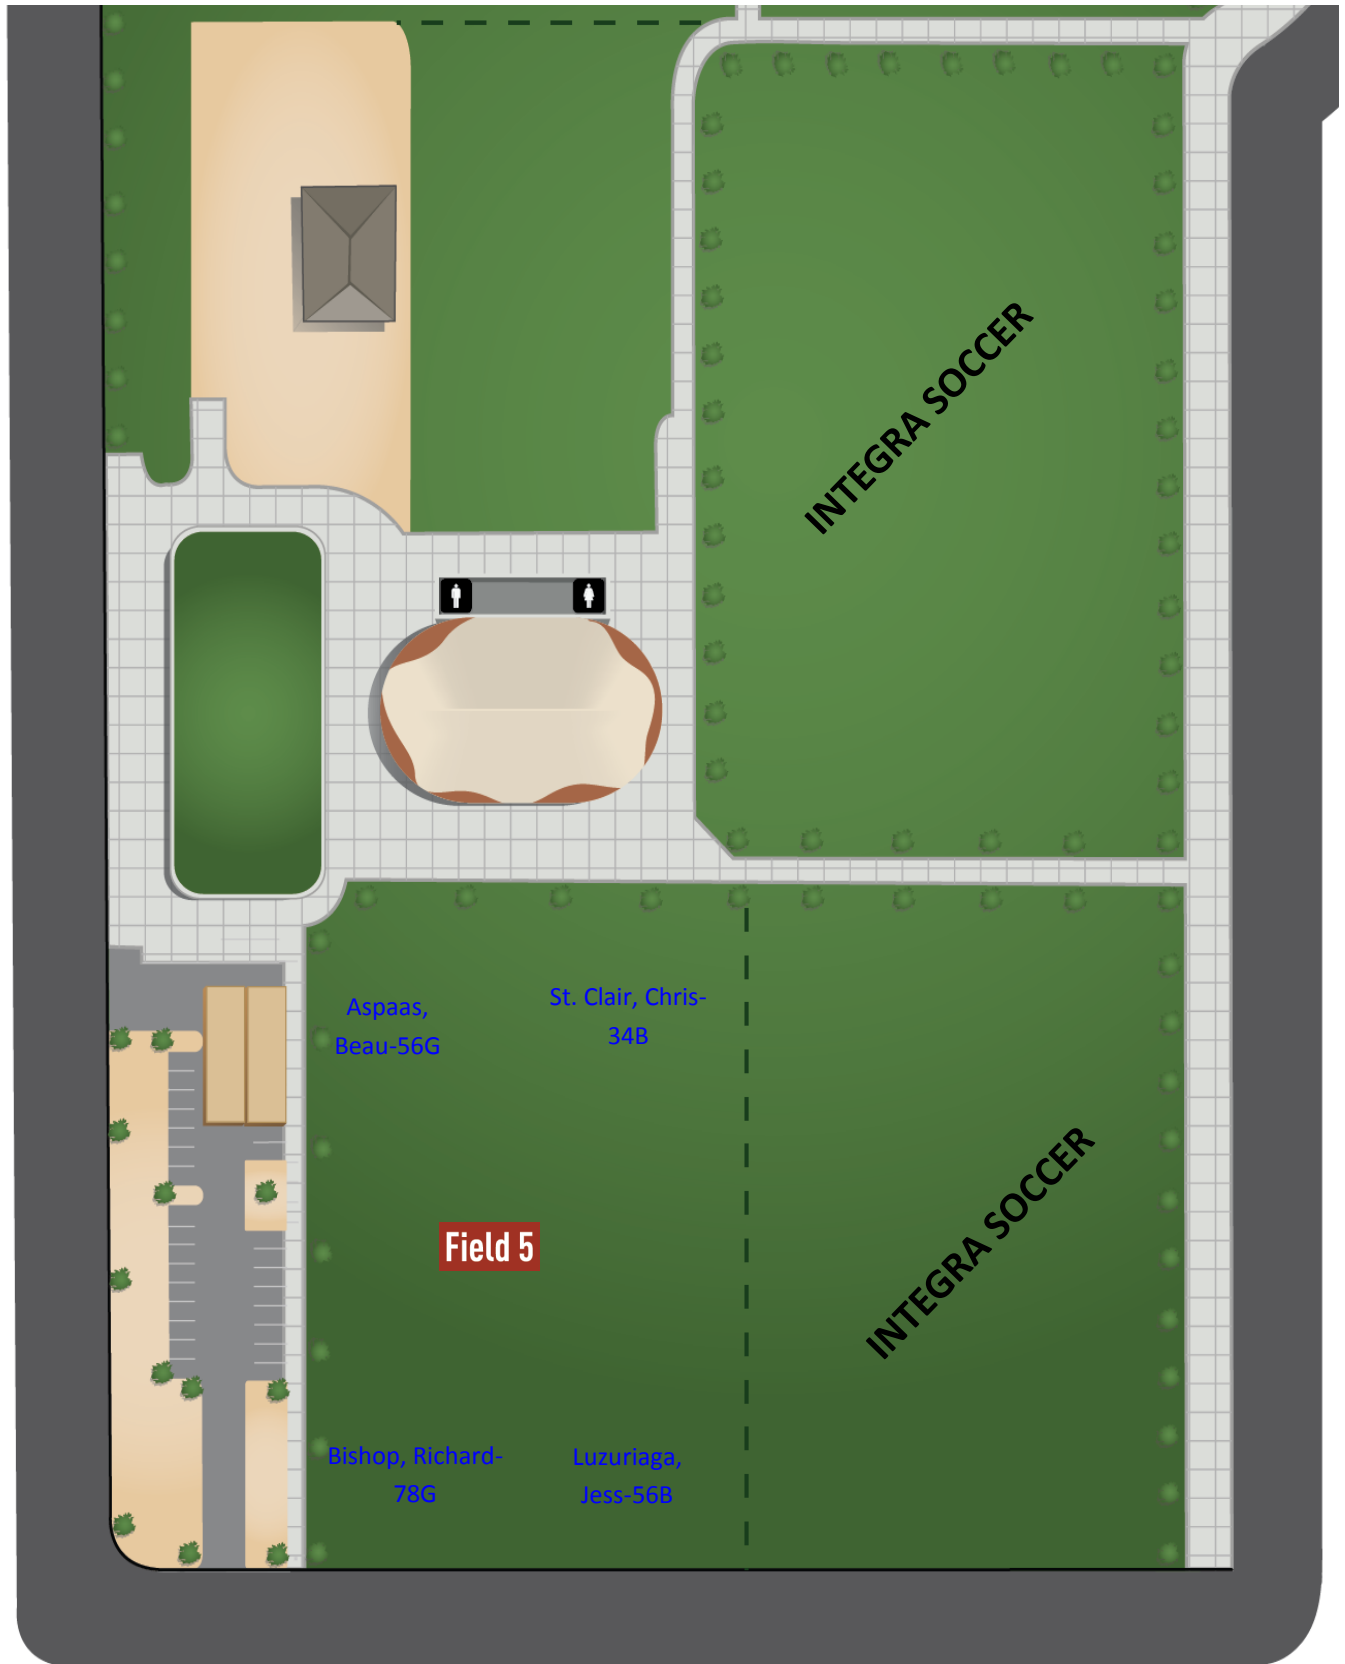 INTEGRA SOCCER
Aspaas,
Beau-56G
St. Clair, Chris-
34B
Field 5
INTEGRA SOCCER
Bishop, Richard-
78G
Luzuriaga,
Jess-56B